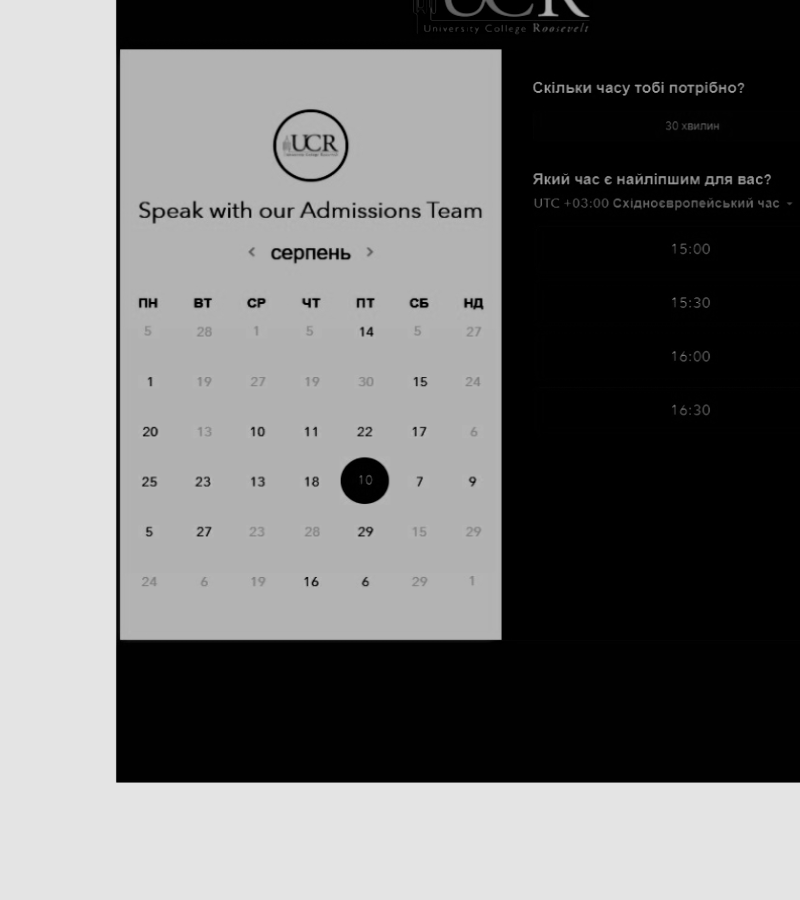 UCR
University College Roosevelt
UCR
Speak with our Admissions Team
< серпень >
ПН ВТ СР ЧТ ПТ СБ НД
5 28 1 5 14 5 27
1 19 27 19 30 15 24
20 13 10 11 22 17 6
25 23 13 18 10 7 9
5 27 23 28 29 15 29
24 6 19 16 6 29 1
Скільки часу тобі потрібно?
30 хвилин
Який час є найліпшим для вас?
UTC +03:00 Східноєвропейський час
15:00
15:30
16:00
16:30